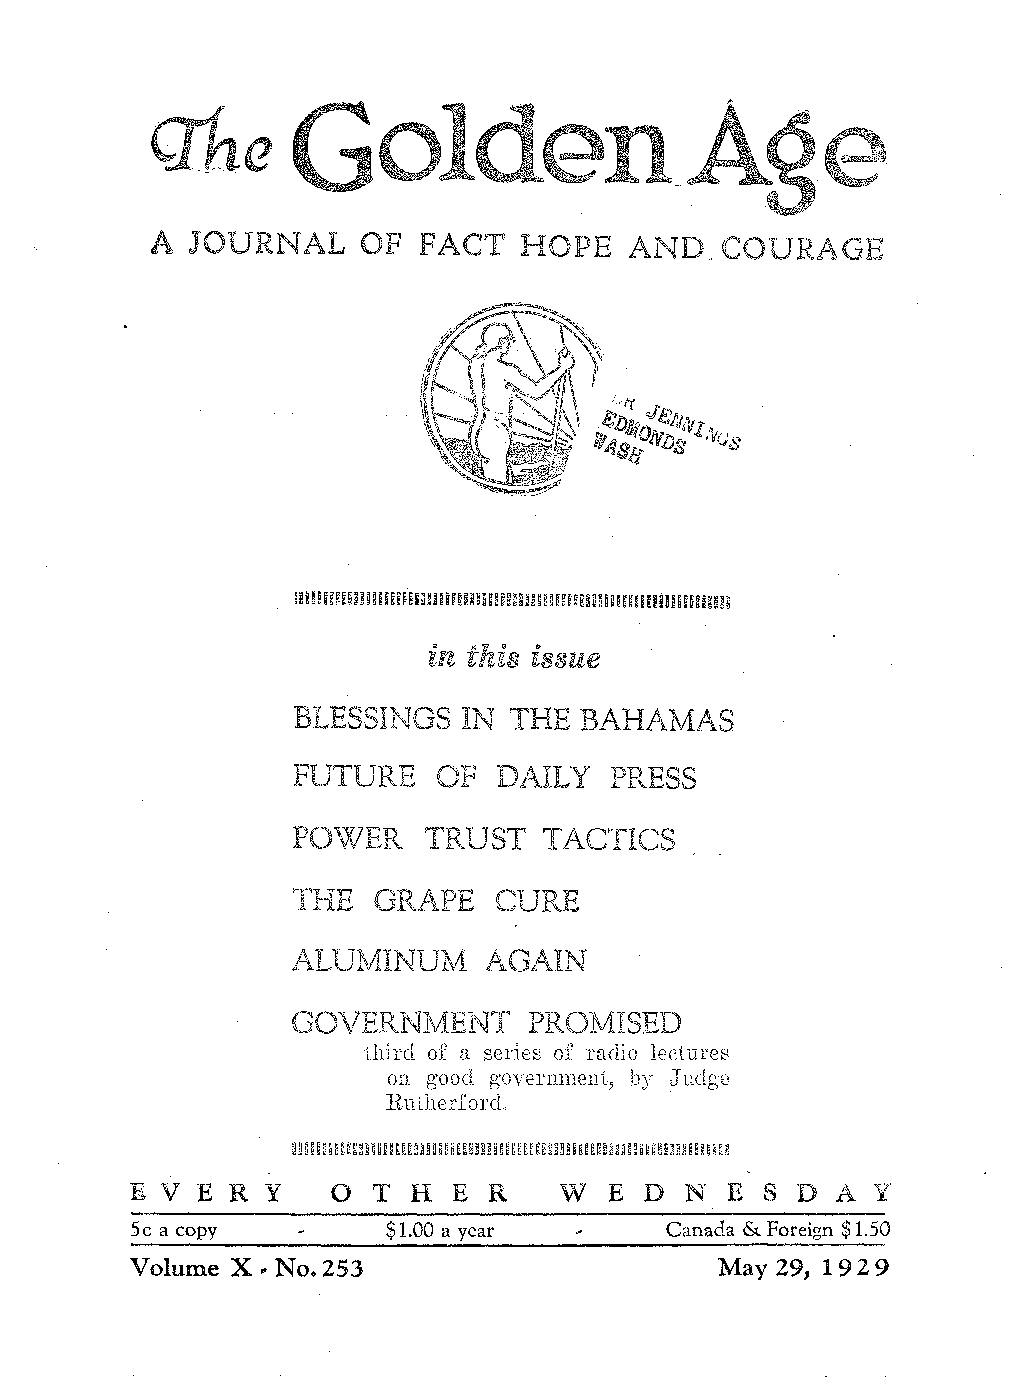 The Golden Age
A JOURNAL OF FACT HOPE AND COURAGE
JENNINGS
EDMONDS
WASH
in this issue
BLESSINGS IN THE BAHAMAS
FUTURE OF DAILY PRESS
POWER TRUST TACTICS
THE GRAPE CURE
ALUMINUM AGAIN
GOVERNMENT PROMISED
third of a series of radio lectures
on good government, by Judge
Rutherford.
EVERY OTHER WEDNESDAY
5c a copy - $1.00 a year - Canada & Foreign $1.50
Volume X - No. 253 May 29, 1929